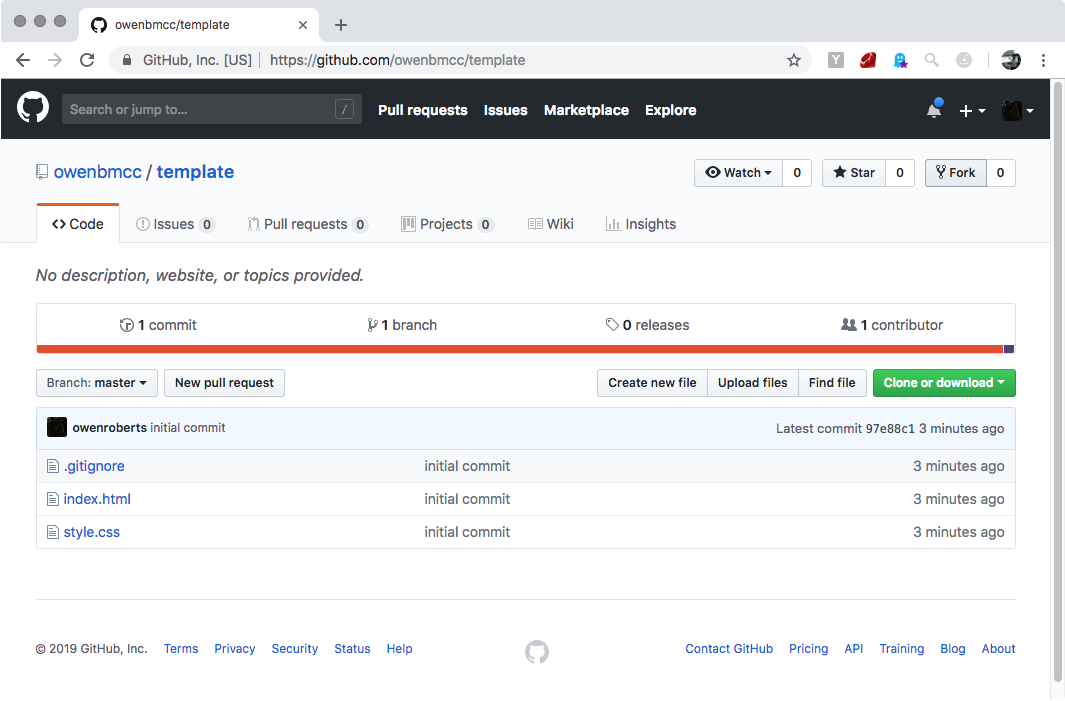 owenbmcc/template
GitHub, Inc. [US] https://github.com/owenbmcc/template
Y
Search or jump to... / Pull requests Issues Marketplace Explore
owenbmcc / template Watch 0 Star 0 Fork 0
Code Issues 0 Pull requests 0 Projects 0 Wiki Insights
No description, website, or topics provided.
1 commit 1 branch 0 releases 1 contributor
Branch: master New pull request Create new file Upload files Find file Clone or download
owenroberts initial commit Latest commit 97e88c1 3 minutes ago
.gitignore initial commit 3 minutes ago
index.html initial commit 3 minutes ago
style.css initial commit 3 minutes ago
© 2019 GitHub, Inc. Terms Privacy Security Status Help Contact GitHub Pricing API Training Blog About